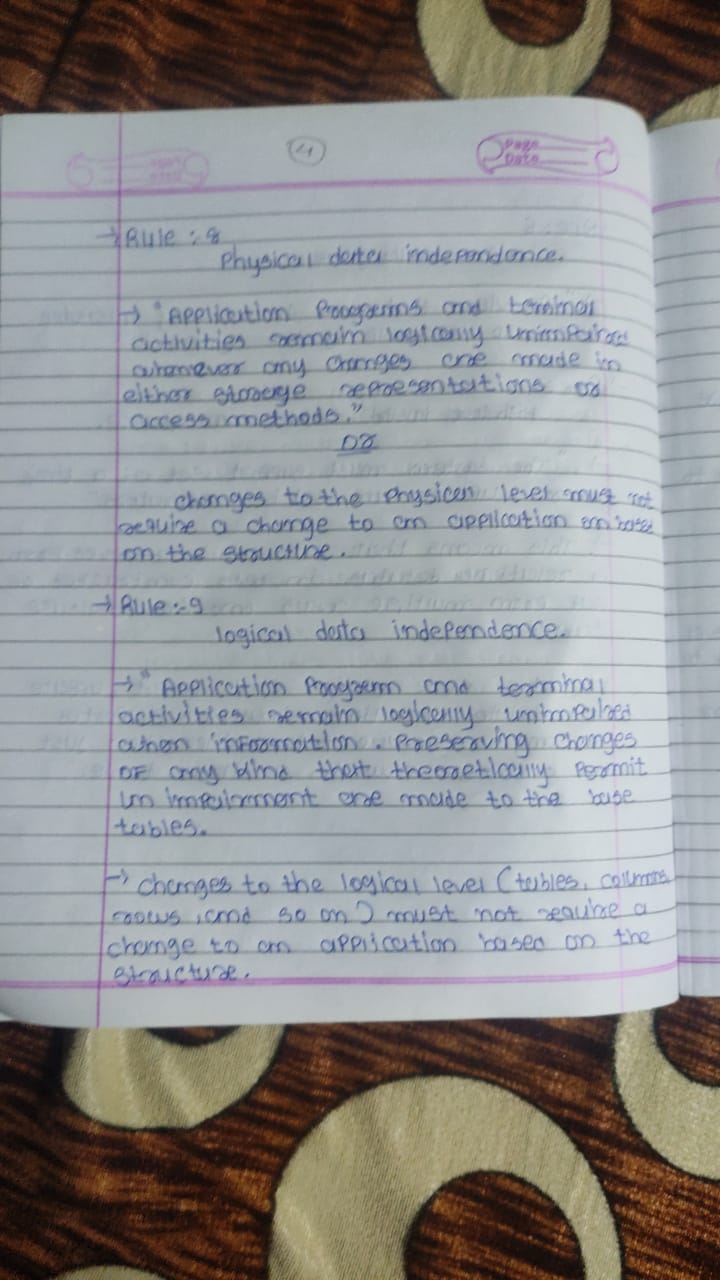 4
Page
Date
→ Rule :- 8
Physical data independance.
→ "Application Programs and terminal
activities remain logically unimpaired
whenever any changes are made in
either storage representations or
access methods."
OR
changes to the Physical level must not
require a change to an application based
on the structure.
→ Rule :- 9
logical data independence.
→ "Application Program and terminal
activities remain logically unimpaired
when information. Preserving changes
OF any kind that theoretically Permit
un impairment are made to the base
tables.
→ changes to the logical level (tables, columns,
rows, and so on) must not require a
change to an application based on the
structure.